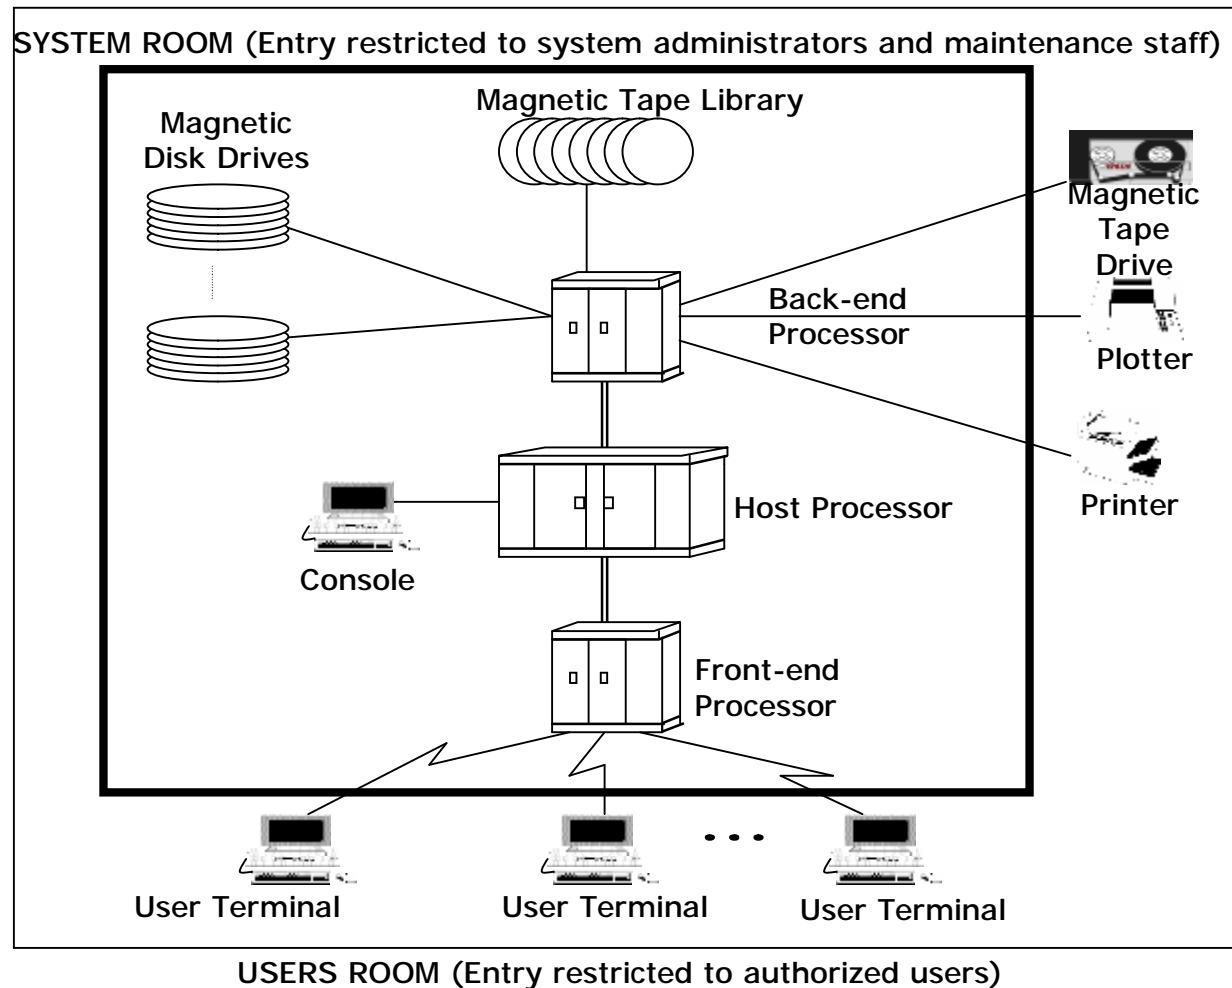 SYSTEM ROOM (Entry restricted to system administrators and maintenance staff)
Magnetic Tape Library
Magnetic
Disk Drives
Magnetic
Tape
Drive
Back-end
Processor
Plotter
Host Processor
Printer
Console
Front-end
Processor
User Terminal
User Terminal
User Terminal
USERS ROOM (Entry restricted to authorized users)